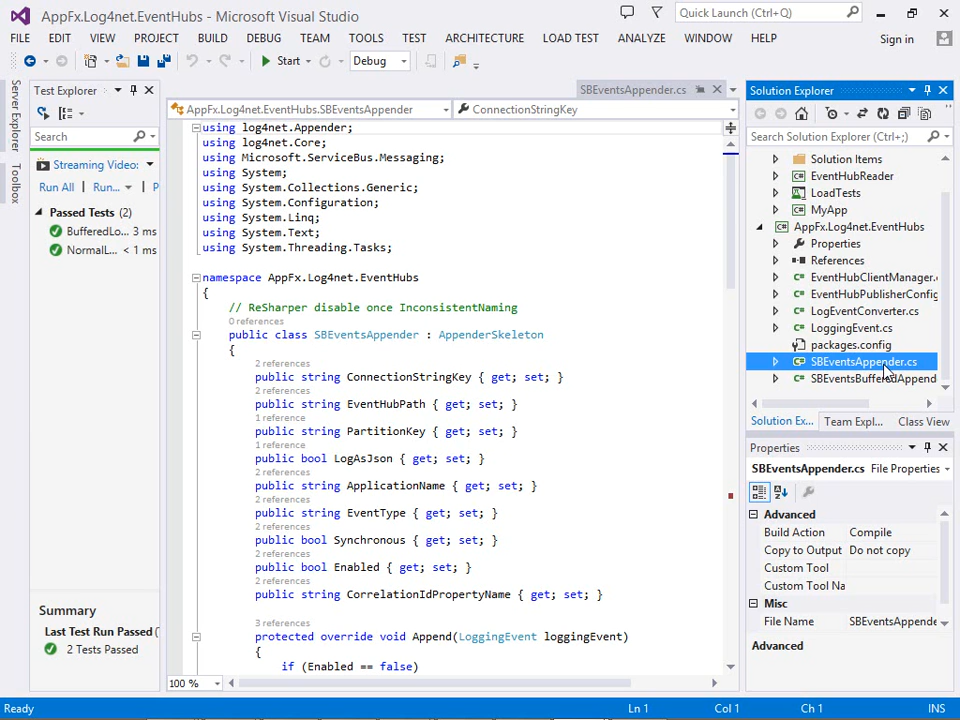 AppFx.Log4net.EventHubs - Microsoft Visual Studio
Quick Launch (Ctrl+Q)
FILE EDIT VIEW PROJECT BUILD DEBUG TEAM TOOLS TEST ARCHITECTURE LOAD TEST ANALYZE WINDOW HELP Sign in
Start Debug
Server Explorer
Toolbox
Test Explorer
Search
Streaming Video:
Run All Run... P
Passed Tests (2)
BufferedLo... 3 ms
NormalL... < 1 ms
Summary
Last Test Run Passed (
2 Tests Passed
SBEventsAppender.cs
AppFx.Log4net.EventHubs.SBEventsAppender ConnectionStringKey
using log4net.Appender;
using log4net.Core;
using Microsoft.ServiceBus.Messaging;
using System;
using System.Collections.Generic;
using System.Configuration;
using System.Linq;
using System.Text;
using System.Threading.Tasks;
namespace AppFx.Log4net.EventHubs
{
// ReSharper disable once InconsistentNaming
0 references
public class SBEventsAppender : AppenderSkeleton
{
2 references
public string ConnectionStringKey { get; set; }
2 references
public string EventHubPath { get; set; }
1 reference
public string PartitionKey { get; set; }
1 reference
public bool LogAsJson { get; set; }
2 references
public string ApplicationName { get; set; }
2 references
public string EventType { get; set; }
2 references
public bool Synchronous { get; set; }
2 references
public bool Enabled { get; set; }
2 references
public string CorrelationIdPropertyName { get; set; }
3 references
protected override void Append(LoggingEvent loggingEvent)
{
if (Enabled == false)
100 %
Solution Explorer
Search Solution Explorer (Ctrl+;)
Solution Items
EventHubReader
LoadTests
MyApp
AppFx.Log4net.EventHubs
Properties
References
EventHubClientManager.
EventHubPublisherConfig
LogEventConverter.cs
LoggingEvent.cs
packages.config
SBEventsAppender.cs
SBEventsBufferedAppend
Solution Ex... Team Expl... Class View
Properties
SBEventsAppender.cs File Properties
Advanced
Build Action Compile
Copy to Output Do not copy
Custom Tool
Custom Tool Na
Misc
File Name SBEventsAppende
Advanced
Ready Ln 1 Col 1 Ch 1 INS